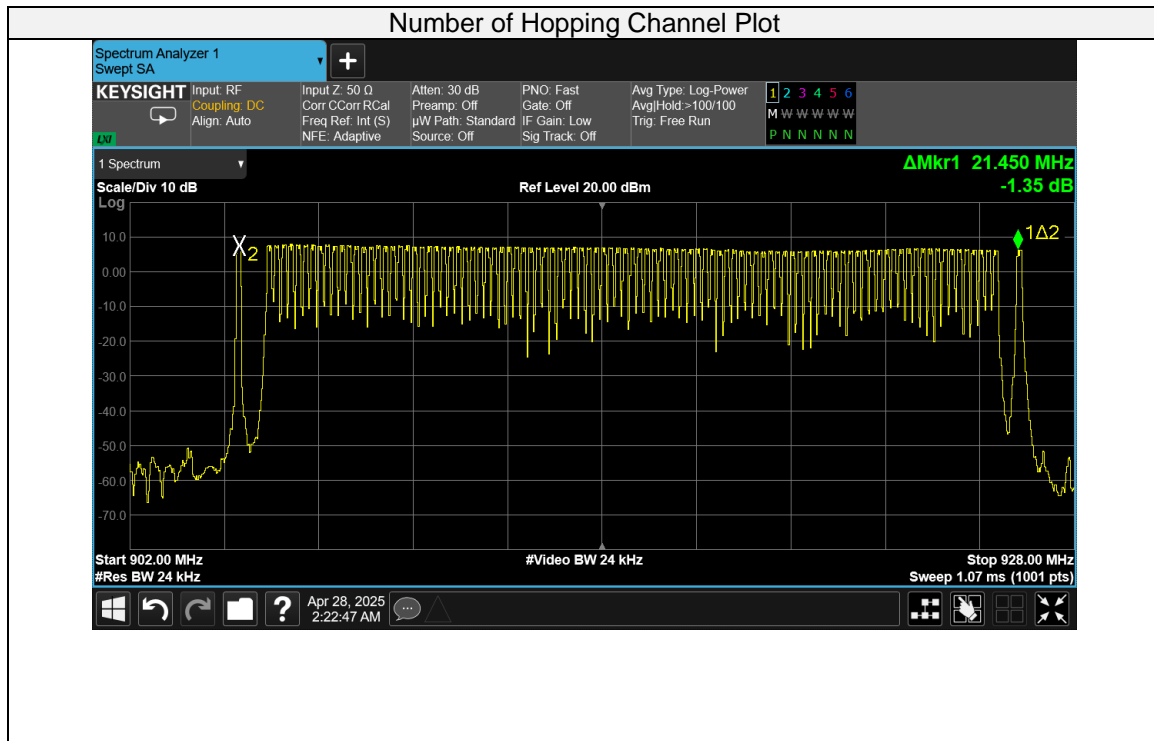 Number of Hopping Channel Plot
Spectrum Analyzer 1
Swept SA
+
KEYSIGHT
LXI
Input: RF
Coupling: DC
Align: Auto
Input Z: 50 Ω
Corr CCorr RCal
Freq Ref: Int (S)
NFE: Adaptive
Atten: 30 dB
Preamp: Off
µW Path: Standard
Source: Off
PNO: Fast
Gate: Off
IF Gain: Low
Sig Track: Off
Avg Type: Log-Power
Avg|Hold:>100/100
Trig: Free Run
1 2 3 4 5 6
M W W W W W
P N N N N N
1 Spectrum
ΔMkr1 21.450 MHz
-1.35 dB
Scale/Div 10 dB
Ref Level 20.00 dBm
Log
10.0
0.00
-10.0
-20.0
-30.0
-40.0
-50.0
-60.0
-70.0
X2
1Δ2
Start 902.00 MHz
#Video BW 24 kHz
Stop 928.00 MHz
#Res BW 24 kHz
Sweep 1.07 ms (1001 pts)
?
Apr 28, 2025
2:22:47 AM